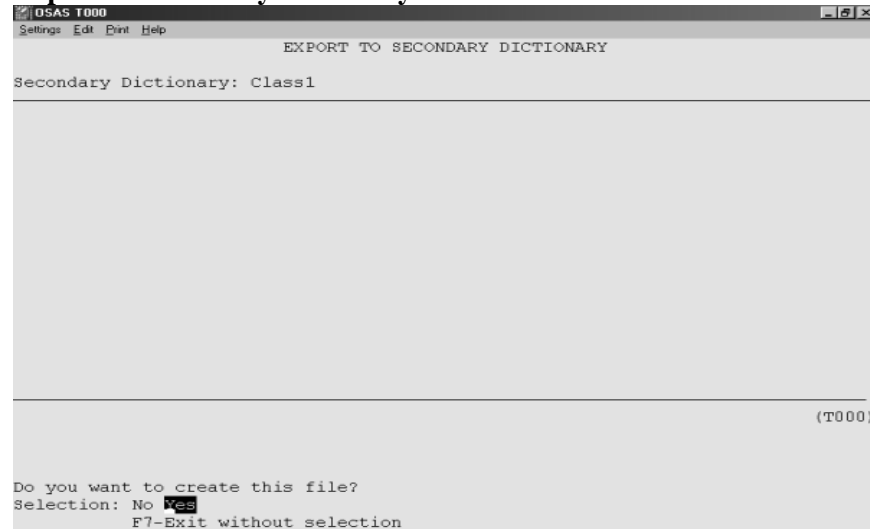 OSAS T000
Settings Edit Print Help
EXPORT TO SECONDARY DICTIONARY
Secondary Dictionary: Class1
(T000)
Do you want to create this file?
Selection: No Yes
F7-Exit without selection